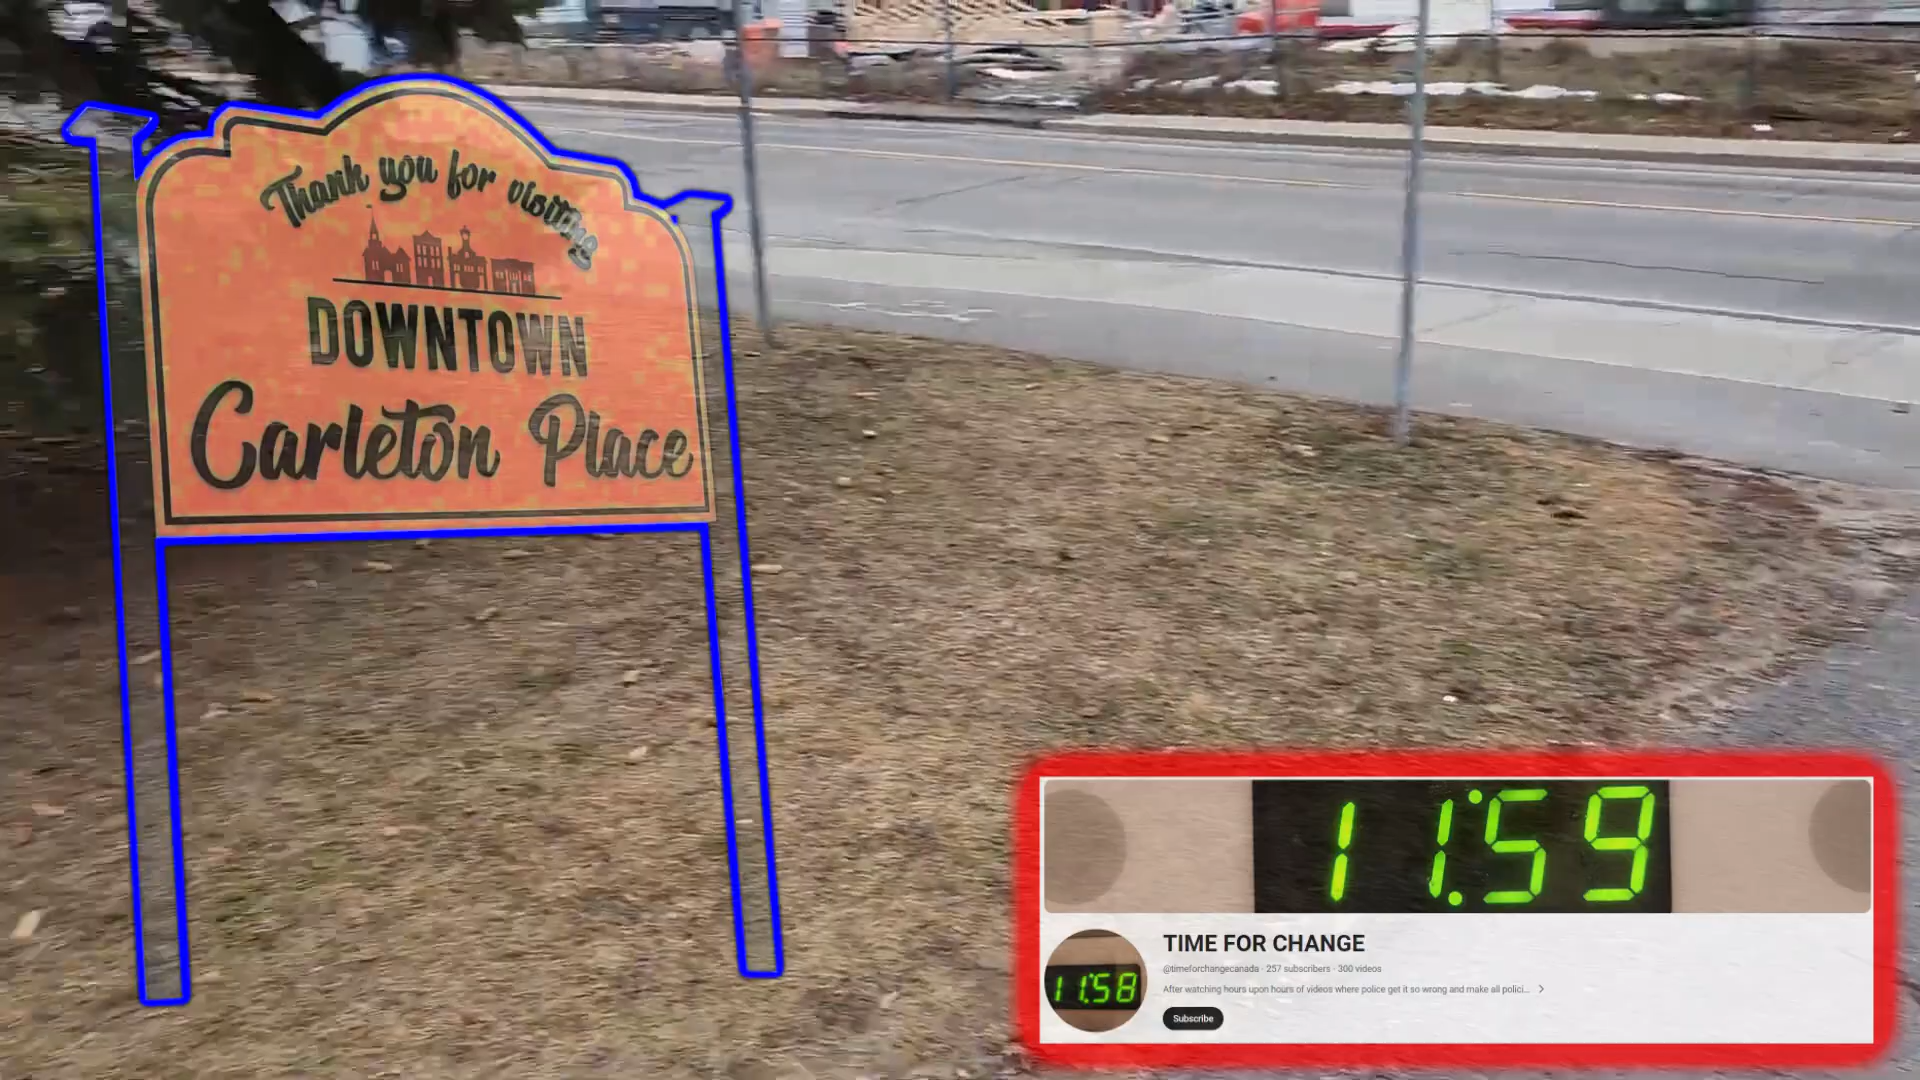 Thank you for visiting
DOWNTOWN
Carleton Place
11:59
TIME FOR CHANGE
@timeforchangecanada · 257 subscribers · 300 videos
After watching hours upon hours of videos where police get it so wrong and make all polici...
11:58
Subscribe